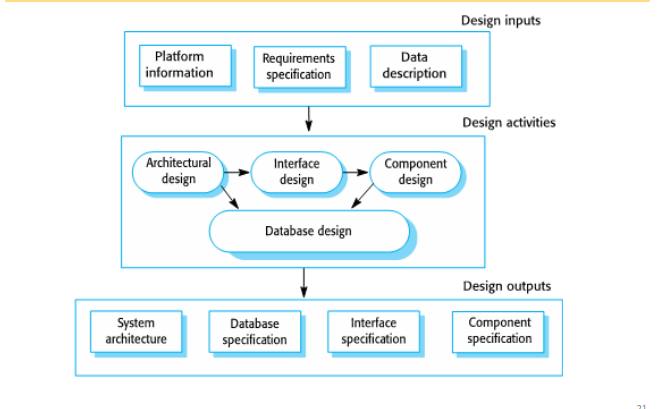 Design inputs
Platform
information
Requirements
specification
Data
description
Design activities
Architectural
design
Interface
design
Component
design
Database design
Design outputs
System
architecture
Database
specification
Interface
specification
Component
specification
21